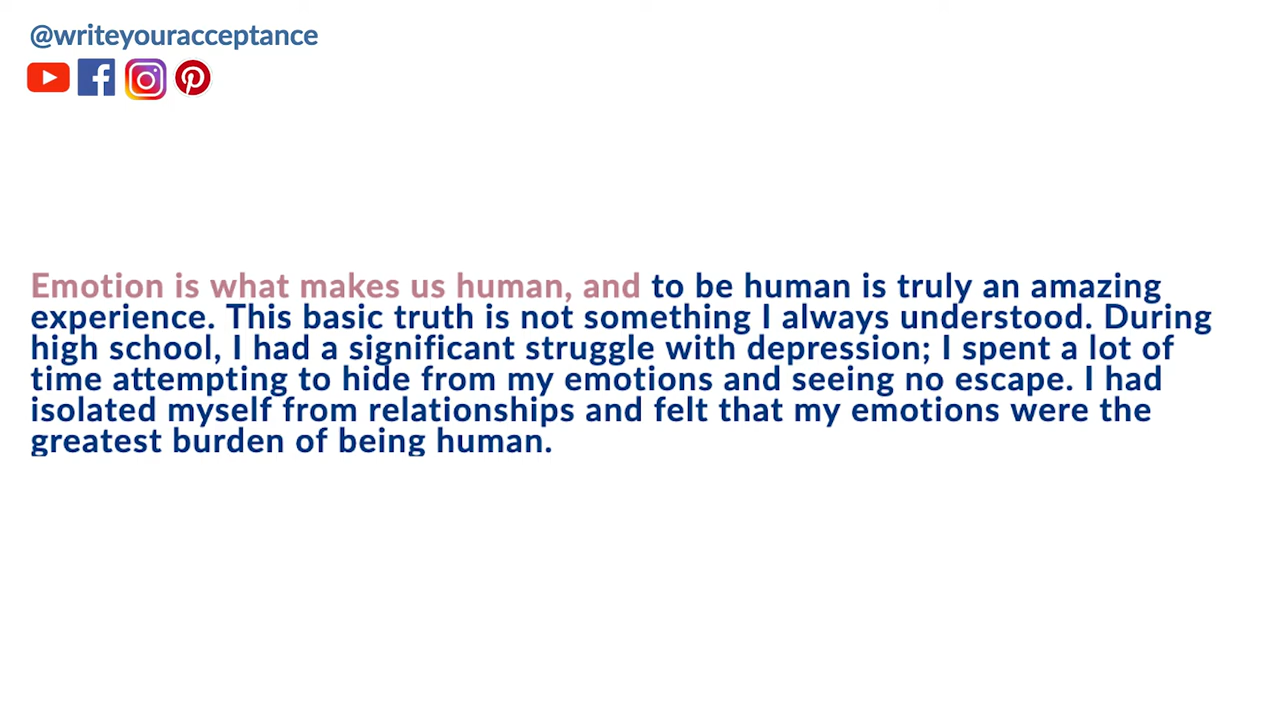 @writeyouracceptance
Emotion is what makes us human, and to be human is truly an amazing
experience. This basic truth is not something I always understood. During
high school, I had a significant struggle with depression; I spent a lot of
time attempting to hide from my emotions and seeing no escape. I had
isolated myself from relationships and felt that my emotions were the
greatest burden of being human.